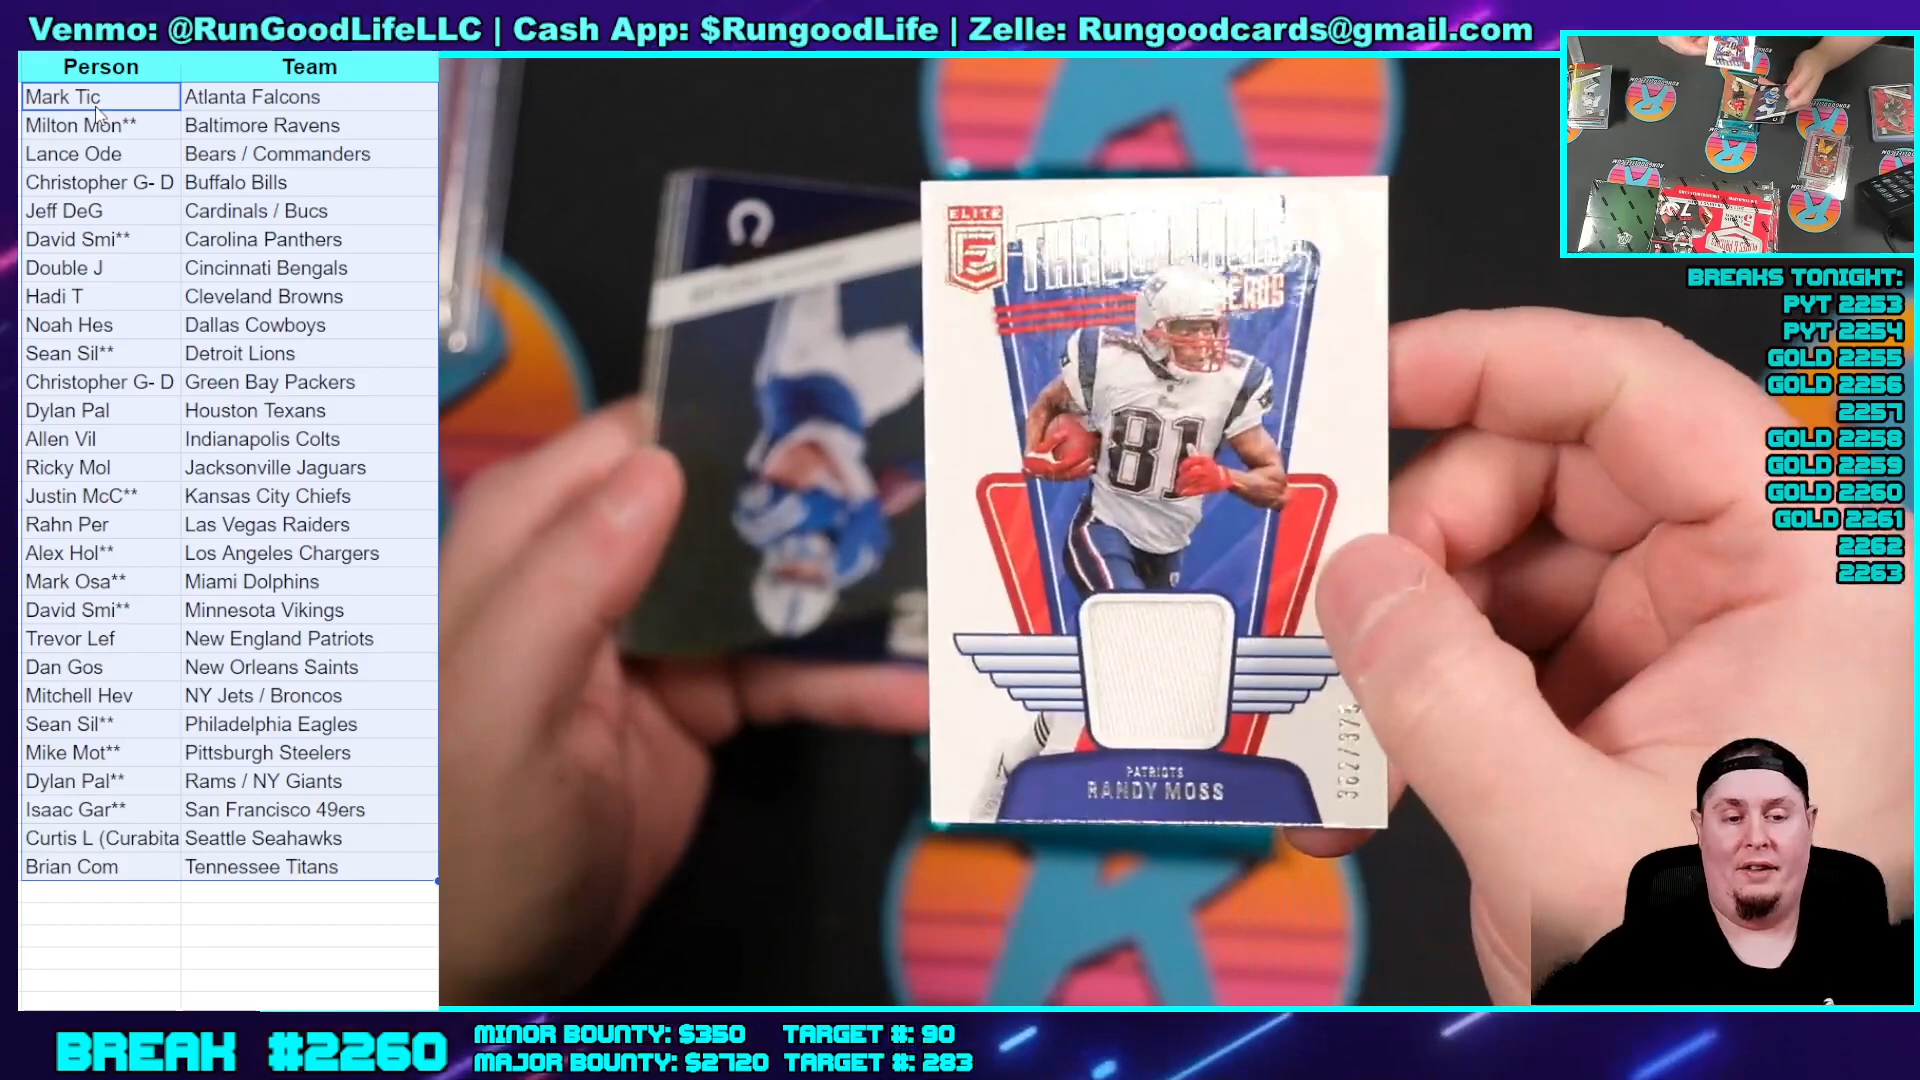 Venmo: @RunGoodLifeLLC | Cash App: $RungoodLife | Zelle: Rungoodcards@gmail.com
Person Team
Mark Tic Atlanta Falcons
Milton Mon** Baltimore Ravens
Lance Ode Bears / Commanders
Christopher G- D Buffalo Bills
Jeff DeG Cardinals / Bucs
David Smi** Carolina Panthers
Double J Cincinnati Bengals
Hadi T Cleveland Browns
Noah Hes Dallas Cowboys
Sean Sil** Detroit Lions
Christopher G- D Green Bay Packers
Dylan Pal Houston Texans
Allen Vil Indianapolis Colts
Ricky Mol Jacksonville Jaguars
Justin McC** Kansas City Chiefs
Rahn Per Las Vegas Raiders
Alex Hol** Los Angeles Chargers
Mark Osa** Miami Dolphins
David Smi** Minnesota Vikings
Trevor Lef New England Patriots
Dan Gos New Orleans Saints
Mitchell Hev NY Jets / Broncos
Sean Sil** Philadelphia Eagles
Mike Mot** Pittsburgh Steelers
Dylan Pal** Rams / NY Giants
Isaac Gar** San Francisco 49ers
Curtis L (Curabita Seattle Seahawks
Brian Com Tennessee Titans
ELITE
E
81
PATRIOTS
RANDY MOSS
BREAKS TONIGHT:
PYT 2253
PYT 2254
GOLD 2255
GOLD 2256
2257
GOLD 2258
GOLD 2259
GOLD 2260
GOLD 2261
2262
2263
BREAK #2260
MINOR BOUNTY: $350 TARGET #: 90
MAJOR BOUNTY: $2720 TARGET #: 283